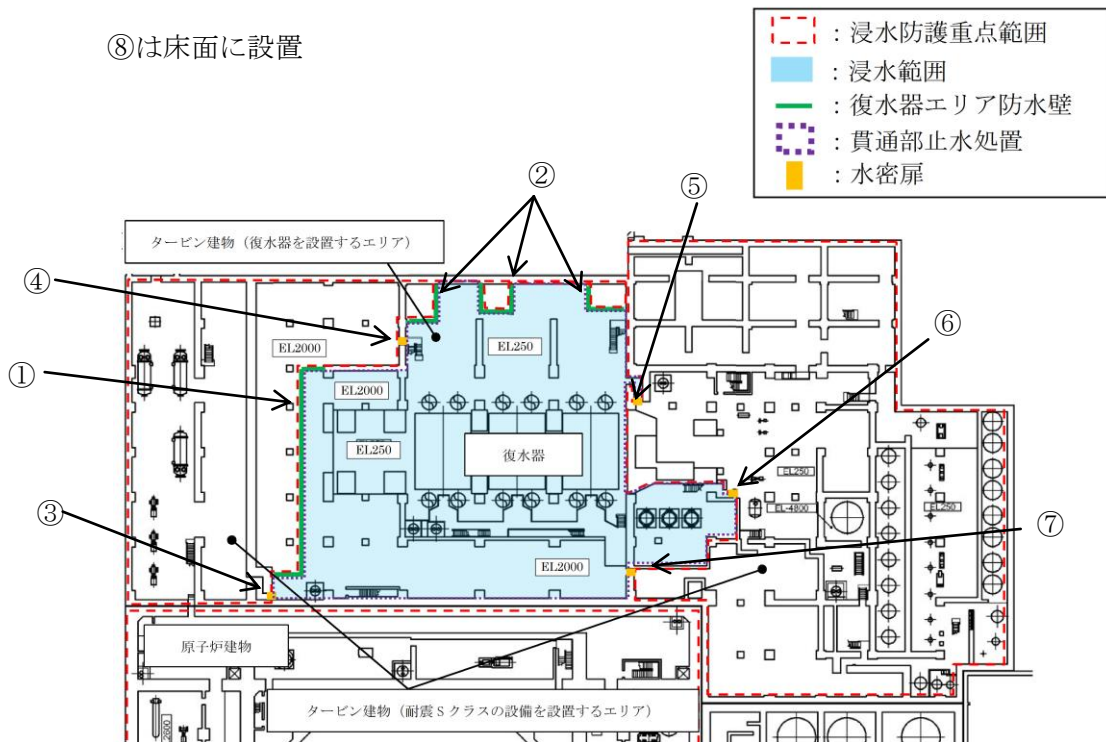 ⑧は床面に設置
：浸水防護重点範囲
：浸水範囲
：復水器エリア防水壁
：貫通部止水処置
：水密扉
②
⑤
タービン建物（復水器を設置するエリア）
④
⑥
EL2000
EL250
①
EL2000
EL250
復水器
EL250
③
EL-4800
EL250
⑦
EL2000
原子炉建物
タービン建物（耐震Ｓクラスの設備を設置するエリア）